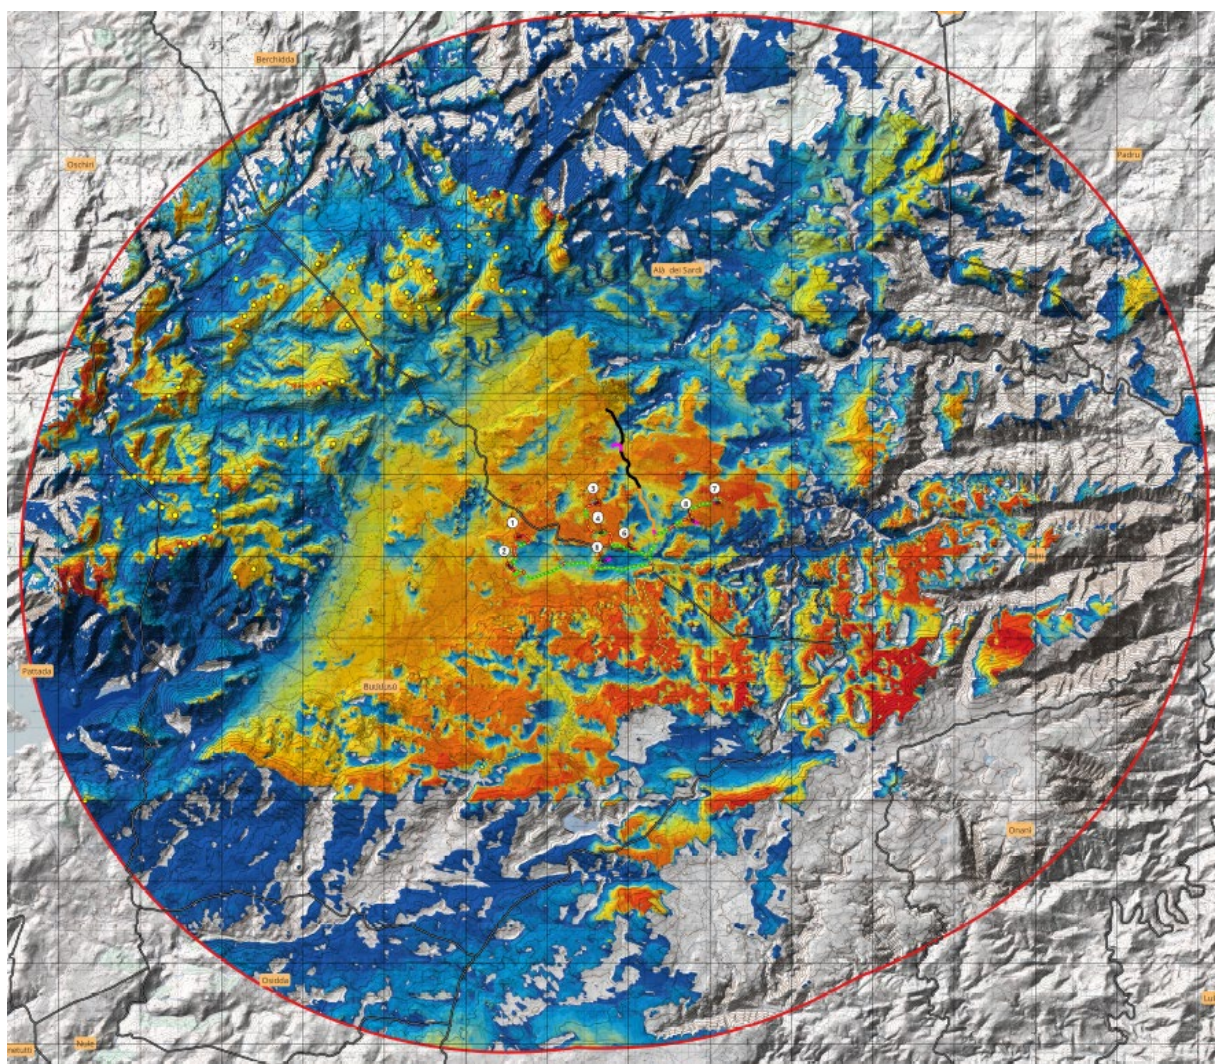 Berchidda
Oschiri
Padru
Alà dei Sardi
7
3
8
4
1
6
2
5
Pattada
Buddusò
Onanì
Osidda
Nule